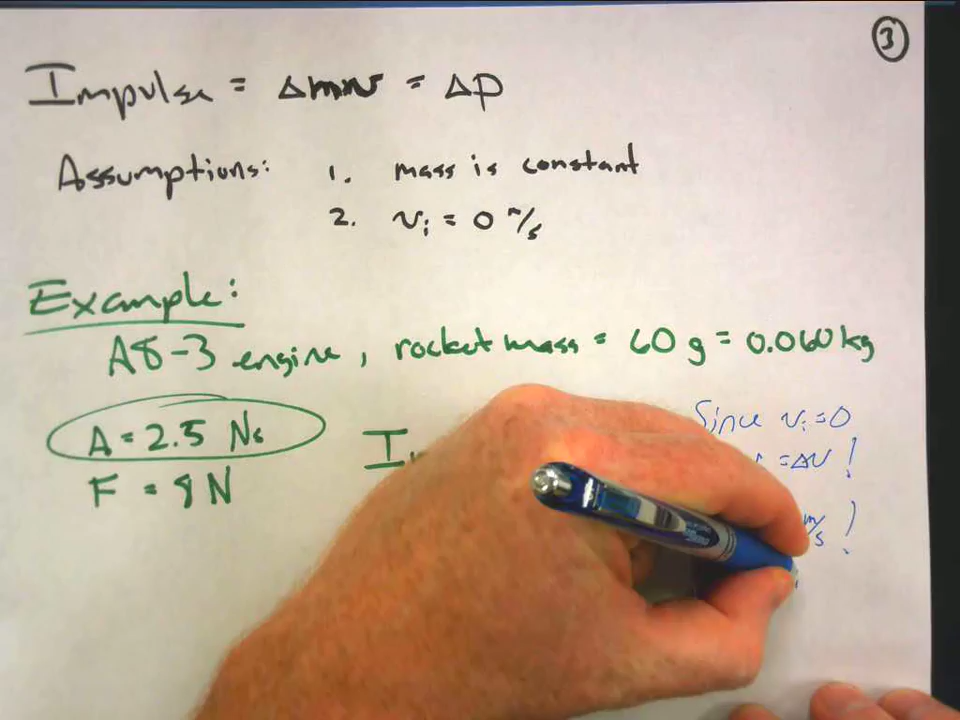 3
Impulse = Δmv = Δp
Assumptions: 1. mass is constant
2. vi = 0 m/s
Example:
A8-3 engine, rocket mass = 60 g = 0.060 kg
Since vi = 0
A = 2.5 Ns
= ΔV !
F = 8 N
m/s !